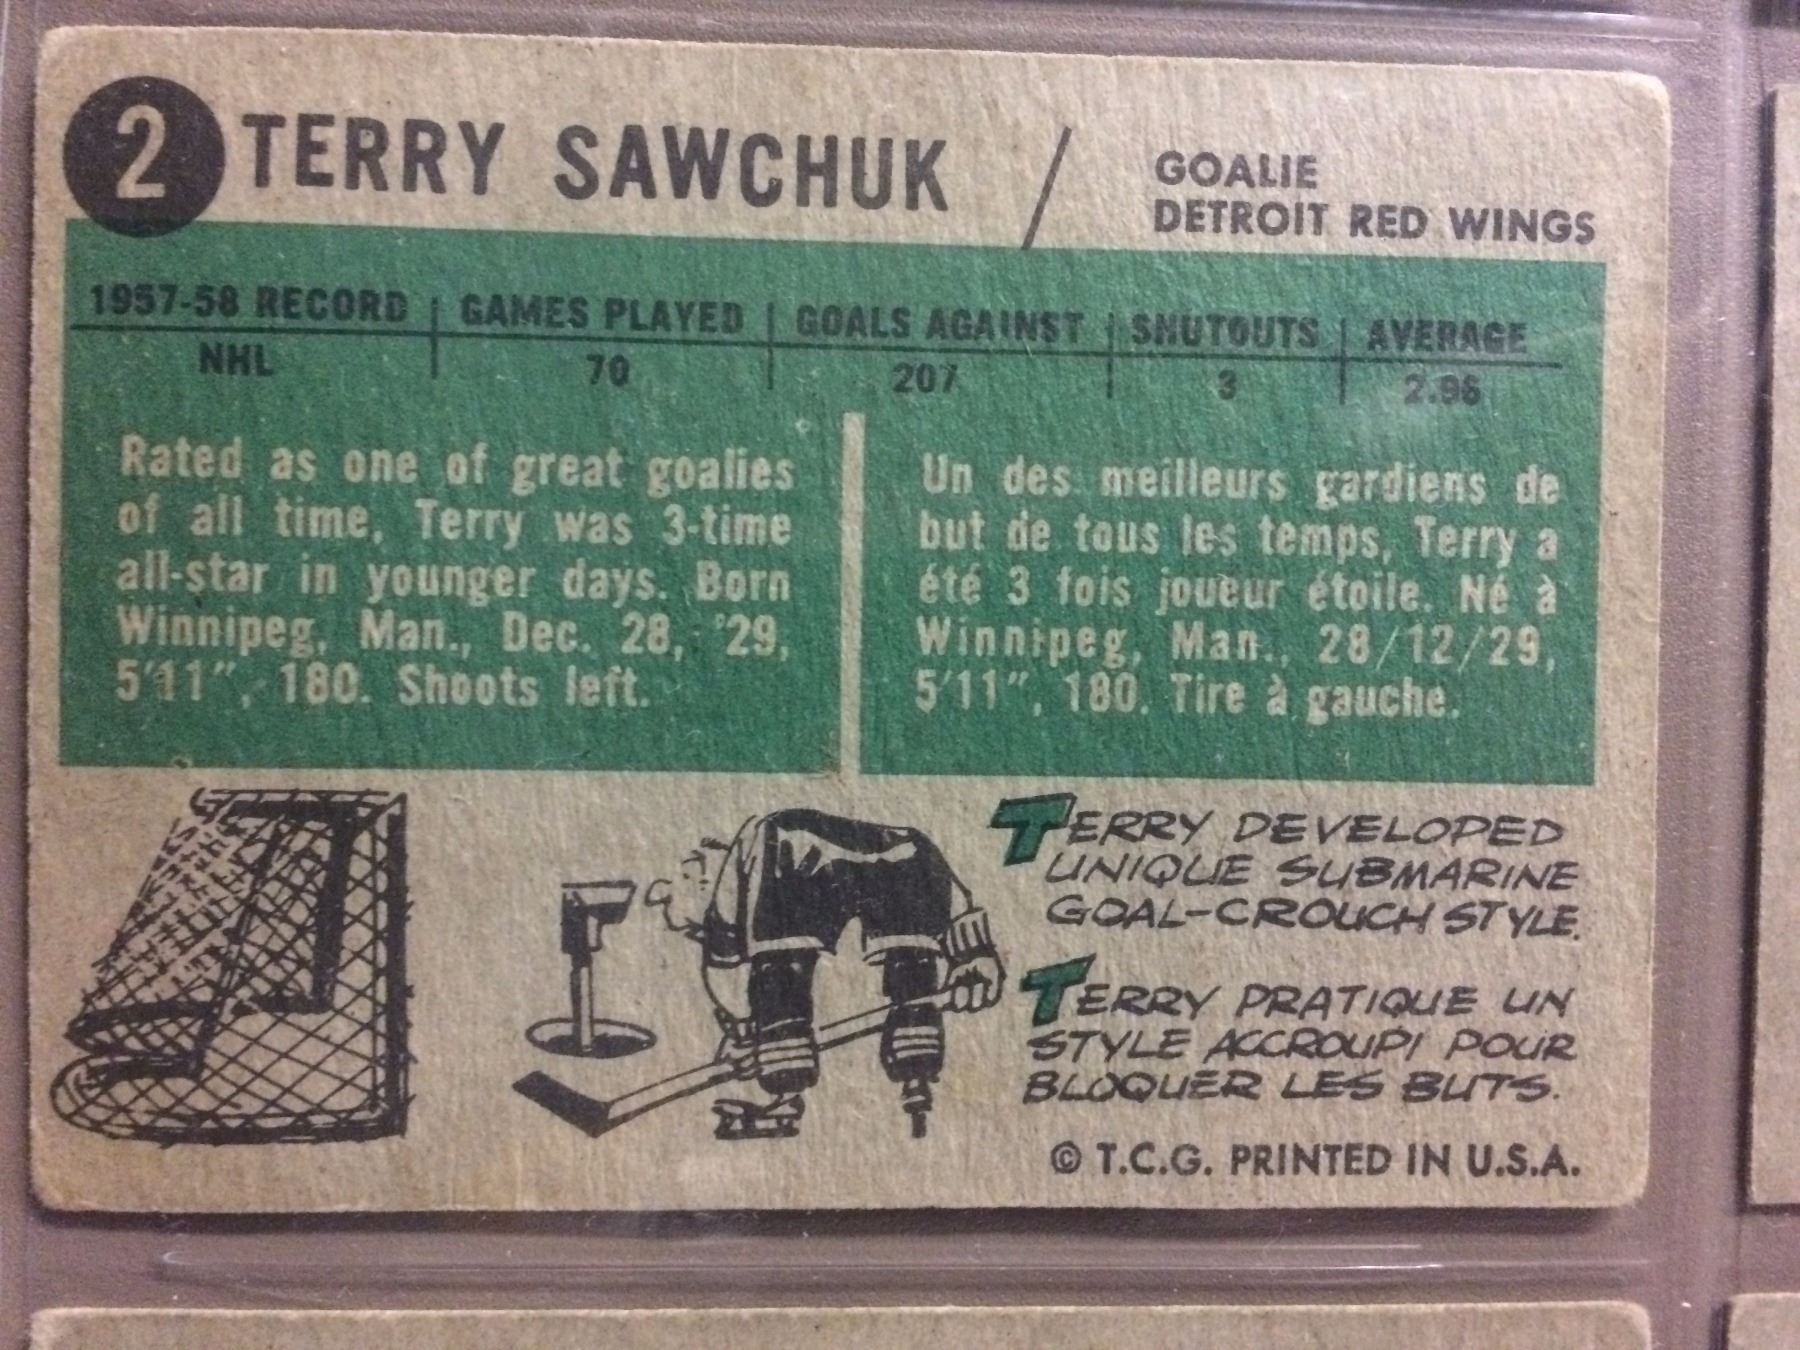 2 TERRY SAWCHUK / GOALIE
DETROIT RED WINGS
1957-58 RECORD GAMES PLAYED GOALS AGAINST SHUTOUTS AVERAGE
NHL 70 207 3 2.96
Rated as one of great goalies
of all time, Terry was 3-time
all-star in younger days. Born
Winnipeg, Man., Dec. 28, '29,
5'11", 180. Shoots left.
Un des meilleurs gardiens de
but de tous les temps, Terry a
été 3 fois joueur étoile. Né à
Winnipeg, Man., 28/12/29,
5'11", 180. Tire à gauche.
TERRY DEVELOPED
UNIQUE SUBMARINE
GOAL-CROUCH STYLE.
TERRY PRATIQUE UN
STYLE ACCROUPI POUR
BLOQUER LES BUTS.
© T.C.G. PRINTED IN U.S.A.